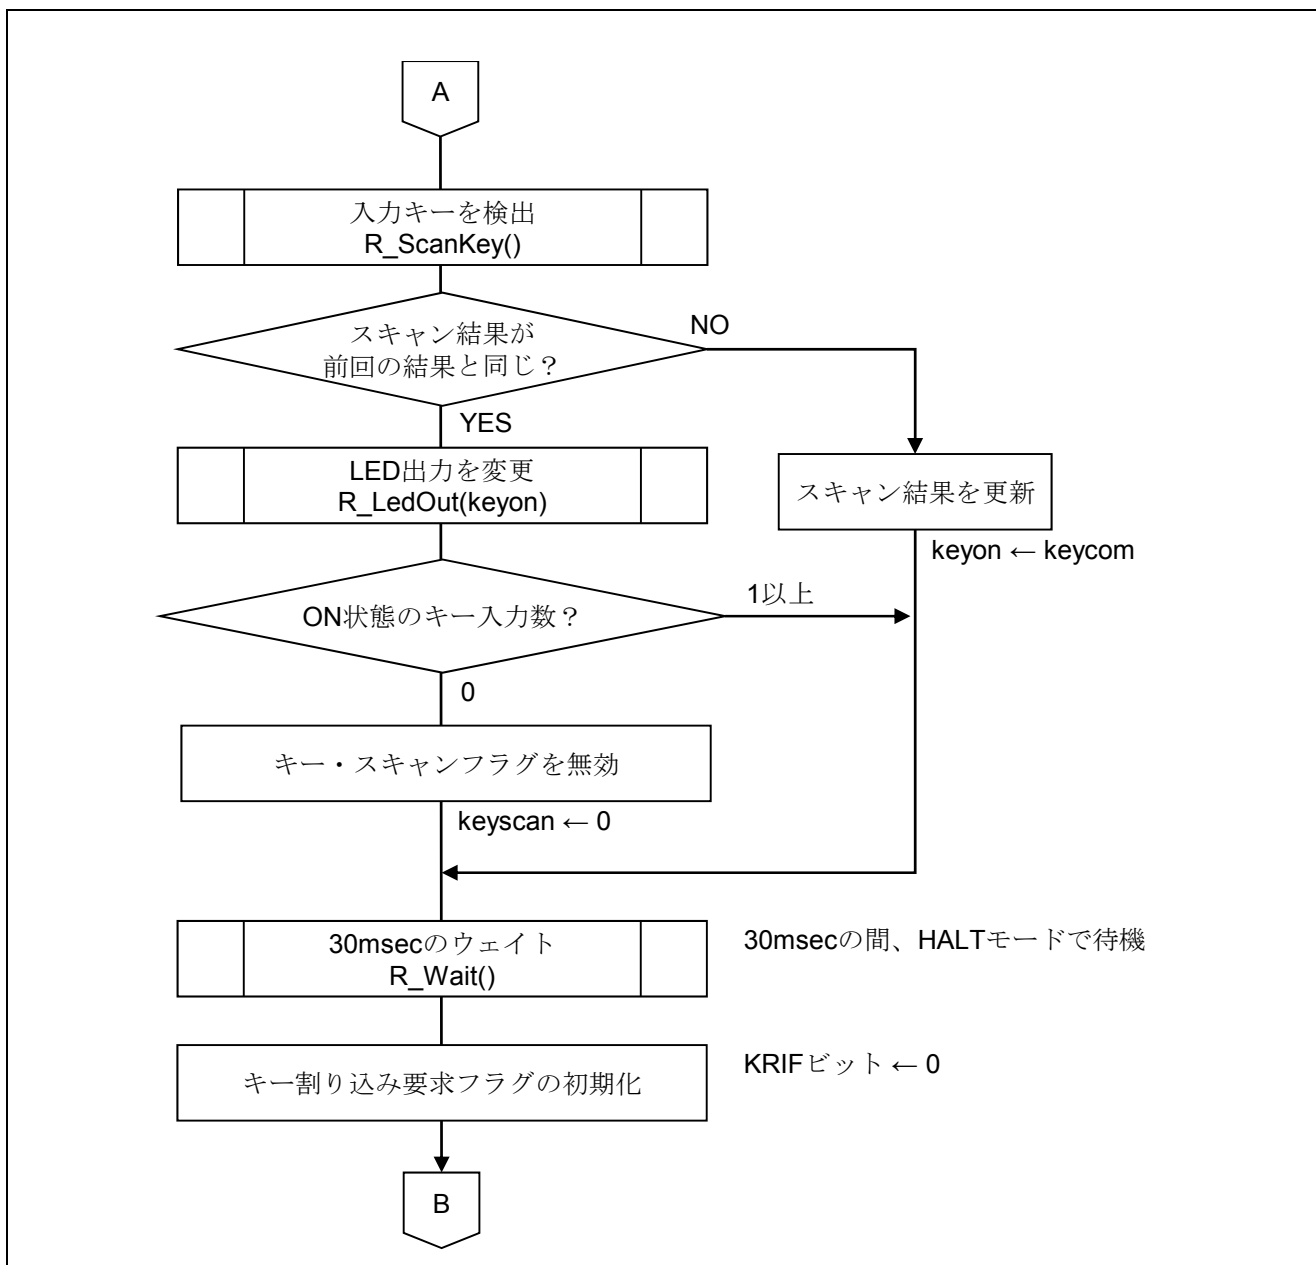 A
入力キーを検出
R_ScanKey()
スキャン結果が
前回の結果と同じ?
NO
YES
LED出力を変更
R_LedOut(keyon)
スキャン結果を更新
keyon ← keycom
ON状態のキー入力数?
1以上
0
キー・スキャンフラグを無効
keyscan ← 0
30msecのウェイト
R_Wait()
30msecの間、HALTモードで待機
キー割り込み要求フラグの初期化
KRIFビット ← 0
B